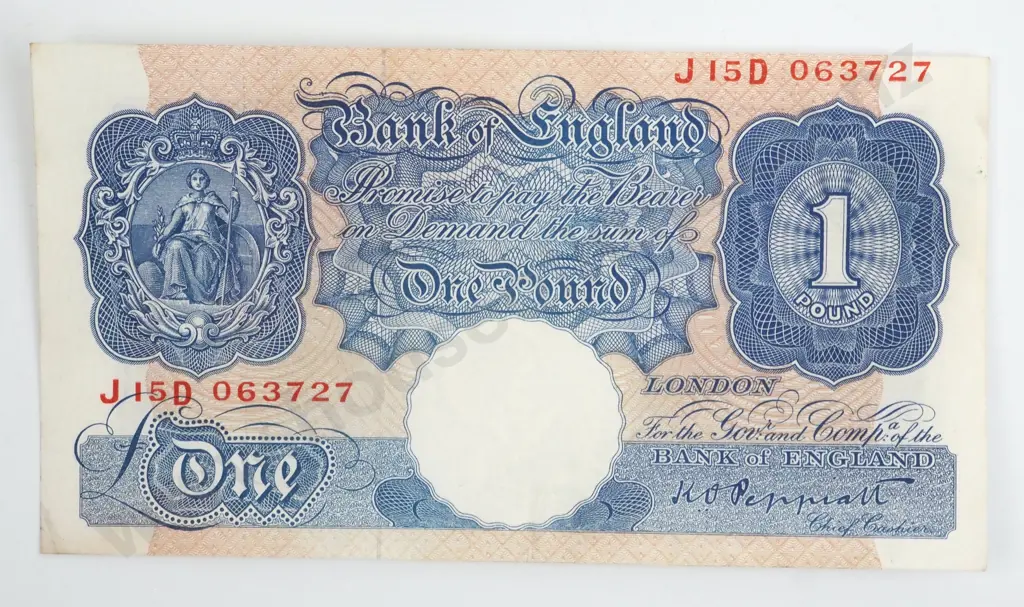 J15D 063727
Bank of England
Promise to pay the Bearer
on Demand the sum of
One Pound
1
POUND
J15D 063727
LONDON
For the Govr. and Compa. of the
BANK of ENGLAND
£One
K O Peppiatt
Chief Cashier